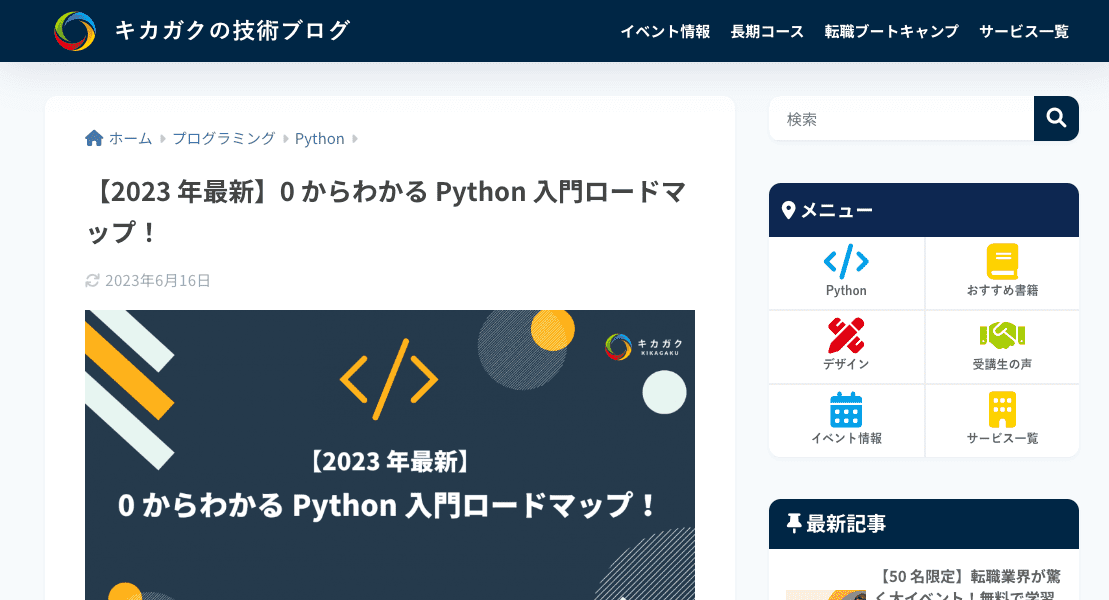 キカガクの技術ブログ
イベント情報 長期コース 転職ブートキャンプ サービス一覧
ホーム プログラミング Python
【2023 年最新】0 からわかる Python 入門ロードマ
ップ！
2023年6月16日
キカガク
KIKAGAKU
【2023 年最新】
0 からわかる Python 入門ロードマップ！
検索
メニュー
Python
おすすめ書籍
デザイン
受講生の声
イベント情報
サービス一覧
最新記事
【50 名限定】転職業界が驚
く大イベント！無料で学習